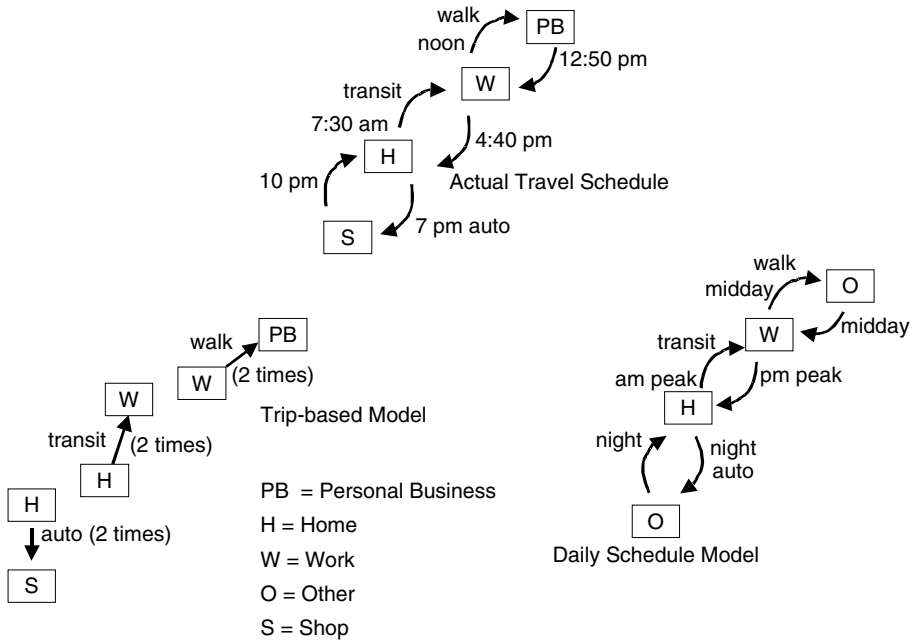 walk
noon
PB
12:50 pm
W
transit
7:30 am
4:40 pm
H
10 pm
Actual Travel Schedule
S
7 pm auto
walk
midday
O
midday
W
transit
am peak
pm peak
H
night
night
auto
O
Daily Schedule Model
walk
PB
W
(2 times)
Trip-based Model
W
transit
(2 times)
H
H
auto (2 times)
S
PB = Personal Business
H = Home
W = Work
O = Other
S = Shop